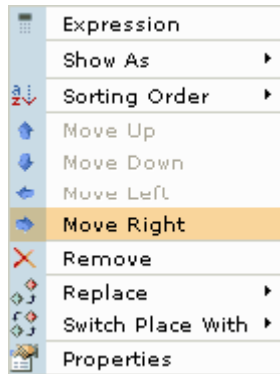 Expression
Show As
Sorting Order
Move Up
Move Down
Move Left
Move Right
Remove
Replace
Switch Place With
Properties